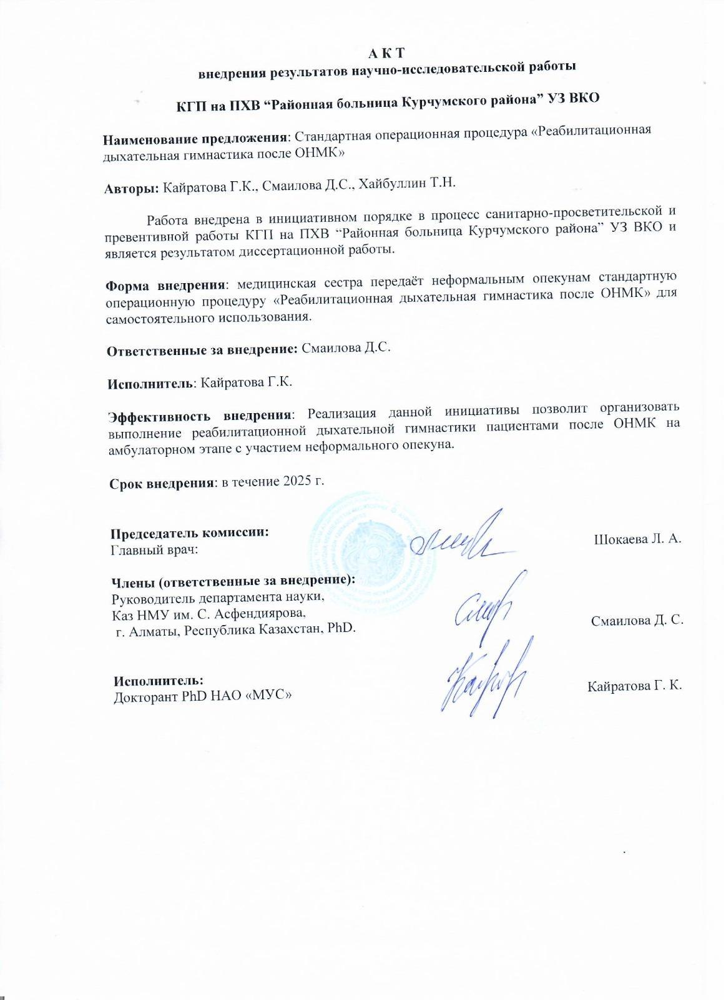 А К Т
внедрения результатов научно-исследовательской работы
КГП на ПХВ “Районная больница Курчумского района” УЗ ВКО
Наименование предложения: Стандартная операционная процедура «Реабилитационная
дыхательная гимнастика после ОНМК»
Авторы: Кайратова Г.К., Смаилова Д.С., Хайбуллин Т.Н.
Работа внедрена в инициативном порядке в процесс санитарно-просветительской и
превентивной работы КГП на ПХВ “Районная больница Курчумского района” УЗ ВКО и
является результатом диссертационной работы.
Форма внедрения: медицинская сестра передаёт неформальным опекунам стандартную
операционную процедуру «Реабилитационная дыхательная гимнастика после ОНМК» для
самостоятельного использования.
Ответственные за внедрение: Смаилова Д.С.
Исполнитель: Кайратова Г.К.
Эффективность внедрения: Реализация данной инициативы позволит организовать
выполнение реабилитационной дыхательной гимнастики пациентами после ОНМК на
амбулаторном этапе с участием неформального опекуна.
Срок внедрения: в течение 2025 г.
Председатель комиссии:
Главный врач: Шокаева Л. А.
Члены (ответственные за внедрение):
Руководитель департамента науки,
Каз НМУ им. С. Асфендиярова,
г. Алматы, Республика Казахстан, PhD. Смаилова Д. С.
Исполнитель:
Докторант PhD НАО «МУС» Кайратова Г. К.